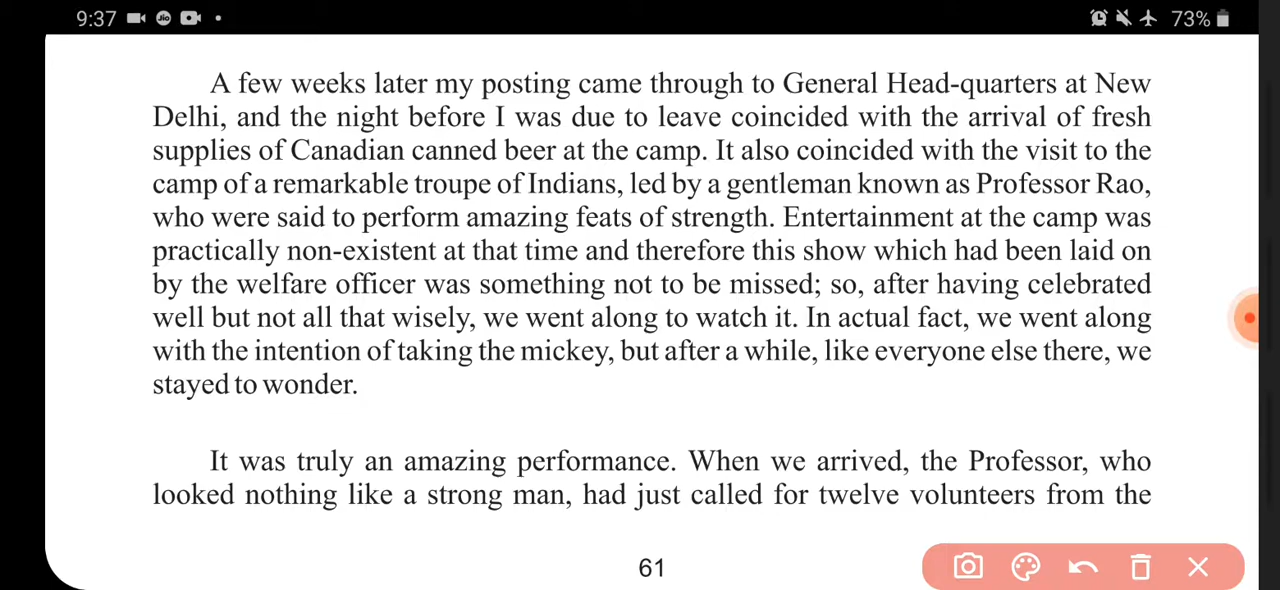 9:37 Jio 73%
A few weeks later my posting came through to General Head-quarters at New
Delhi, and the night before I was due to leave coincided with the arrival of fresh
supplies of Canadian canned beer at the camp. It also coincided with the visit to the
camp of a remarkable troupe of Indians, led by a gentleman known as Professor Rao,
who were said to perform amazing feats of strength. Entertainment at the camp was
practically non-existent at that time and therefore this show which had been laid on
by the welfare officer was something not to be missed; so, after having celebrated
well but not all that wisely, we went along to watch it. In actual fact, we went along
with the intention of taking the mickey, but after a while, like everyone else there, we
stayed to wonder.
It was truly an amazing performance. When we arrived, the Professor, who
looked nothing like a strong man, had just called for twelve volunteers from the
61